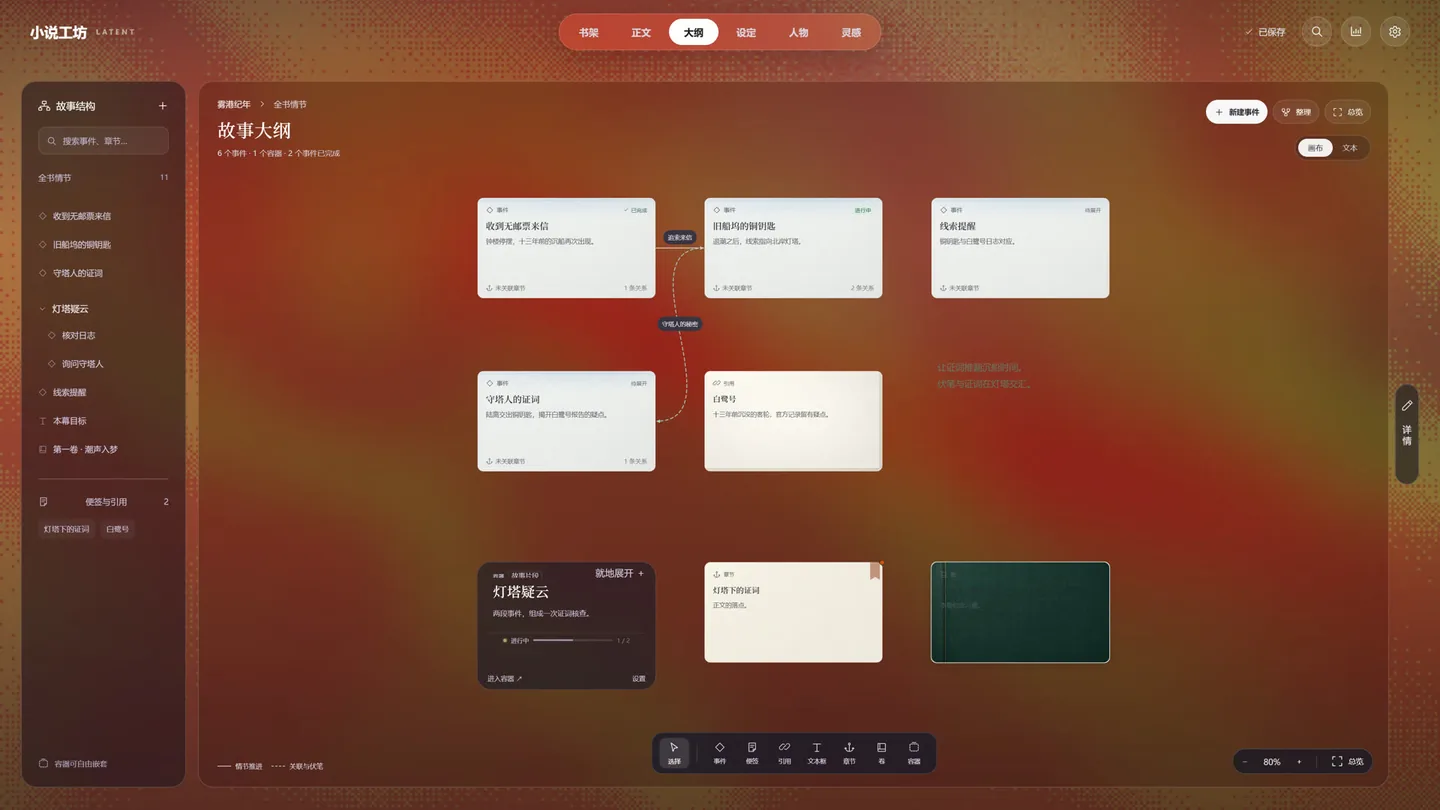 小说工坊 LATENT
书架 正文 大纲 设定 人物 灵感
已保存
故事结构
搜索事件、章节...
全书情节 11
收到无邮票来信
旧船坞的铜钥匙
守塔人的证词
灯塔疑云
核对日志
询问守塔人
线索提醒
本幕目标
第一卷 · 潮声入梦
便签与引用 2
灯塔下的证词 白鹭号
容器可自由嵌套
雾港纪年 > 全书情节
故事大纲
6 个事件 · 1 个容器 · 2 个事件已完成
+ 新建事件 整理 总览
画布 文本
事件 已完成
收到无邮票来信
钟楼停摆，十三年前的沉船再次出现。
未关联章节 1 条关系
追索来信
事件 进行中
旧船坞的铜钥匙
退潮之后，线索指向北岸灯塔。
未关联章节 2 条关系
事件 待展开
线索提醒
铜钥匙与白鹭号日志对应。
未关联章节
守塔人的秘密
事件 待展开
守塔人的证词
陆嵩交出铜钥匙，揭开白鹭号报告的疑点。
未关联章节 1 条关系
引用
白鹭号
十三年前沉没的客轮，官方记录留有疑点。
伏笔与证词在灯塔交汇。
就地展开 +
灯塔疑云
两段事件，组成一次证词核查。
进行中 1 / 2
进入容器 ↗ 设置
章节
灯塔下的证词
正文的落点。
详情
选择 事件 便签 引用 文本框 章节 卷 容器
情节推进 关联与伏笔
− 80% + 总览